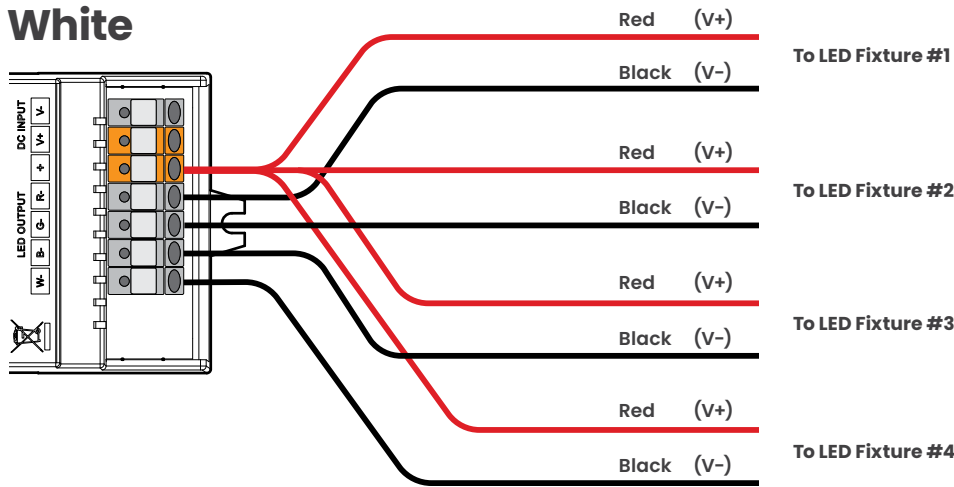 White
DC INPUT
V-
V+
LED OUTPUT
+
R-
G-
B-
W-
Red (V+)
Black (V-)
To LED Fixture #1
Red (V+)
Black (V-)
To LED Fixture #2
Red (V+)
Black (V-)
To LED Fixture #3
Red (V+)
Black (V-)
To LED Fixture #4